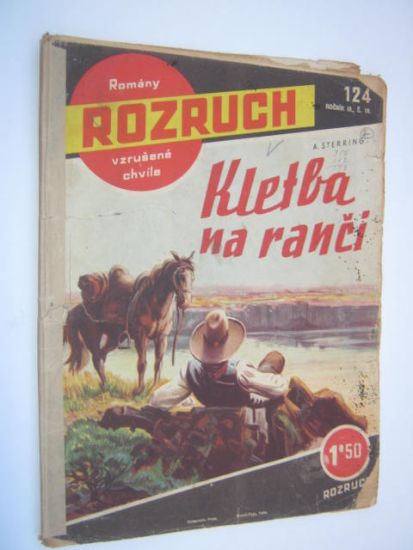 Romány
ROZRUCH
vzrušené
chvíle
124
A. STERRING
Kletba
na ranči
1·50
ROZRUCH